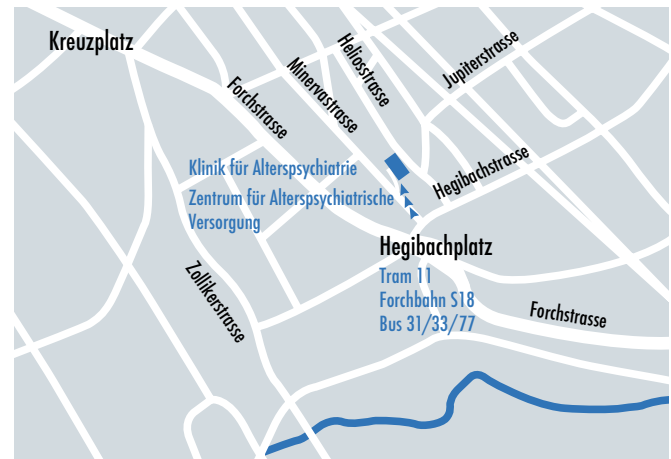 Kreuzplatz
Forchstrasse
Minervastrasse
Heliosstrasse
Jupiterstrasse
Klinik für Alterspsychiatrie
Zentrum für Alterspsychiatrische
Versorgung
Hegibachstrasse
Hegibachplatz
Tram 11
Forchbahn S18
Bus 31/33/77
Zollikerstrasse
Forchstrasse